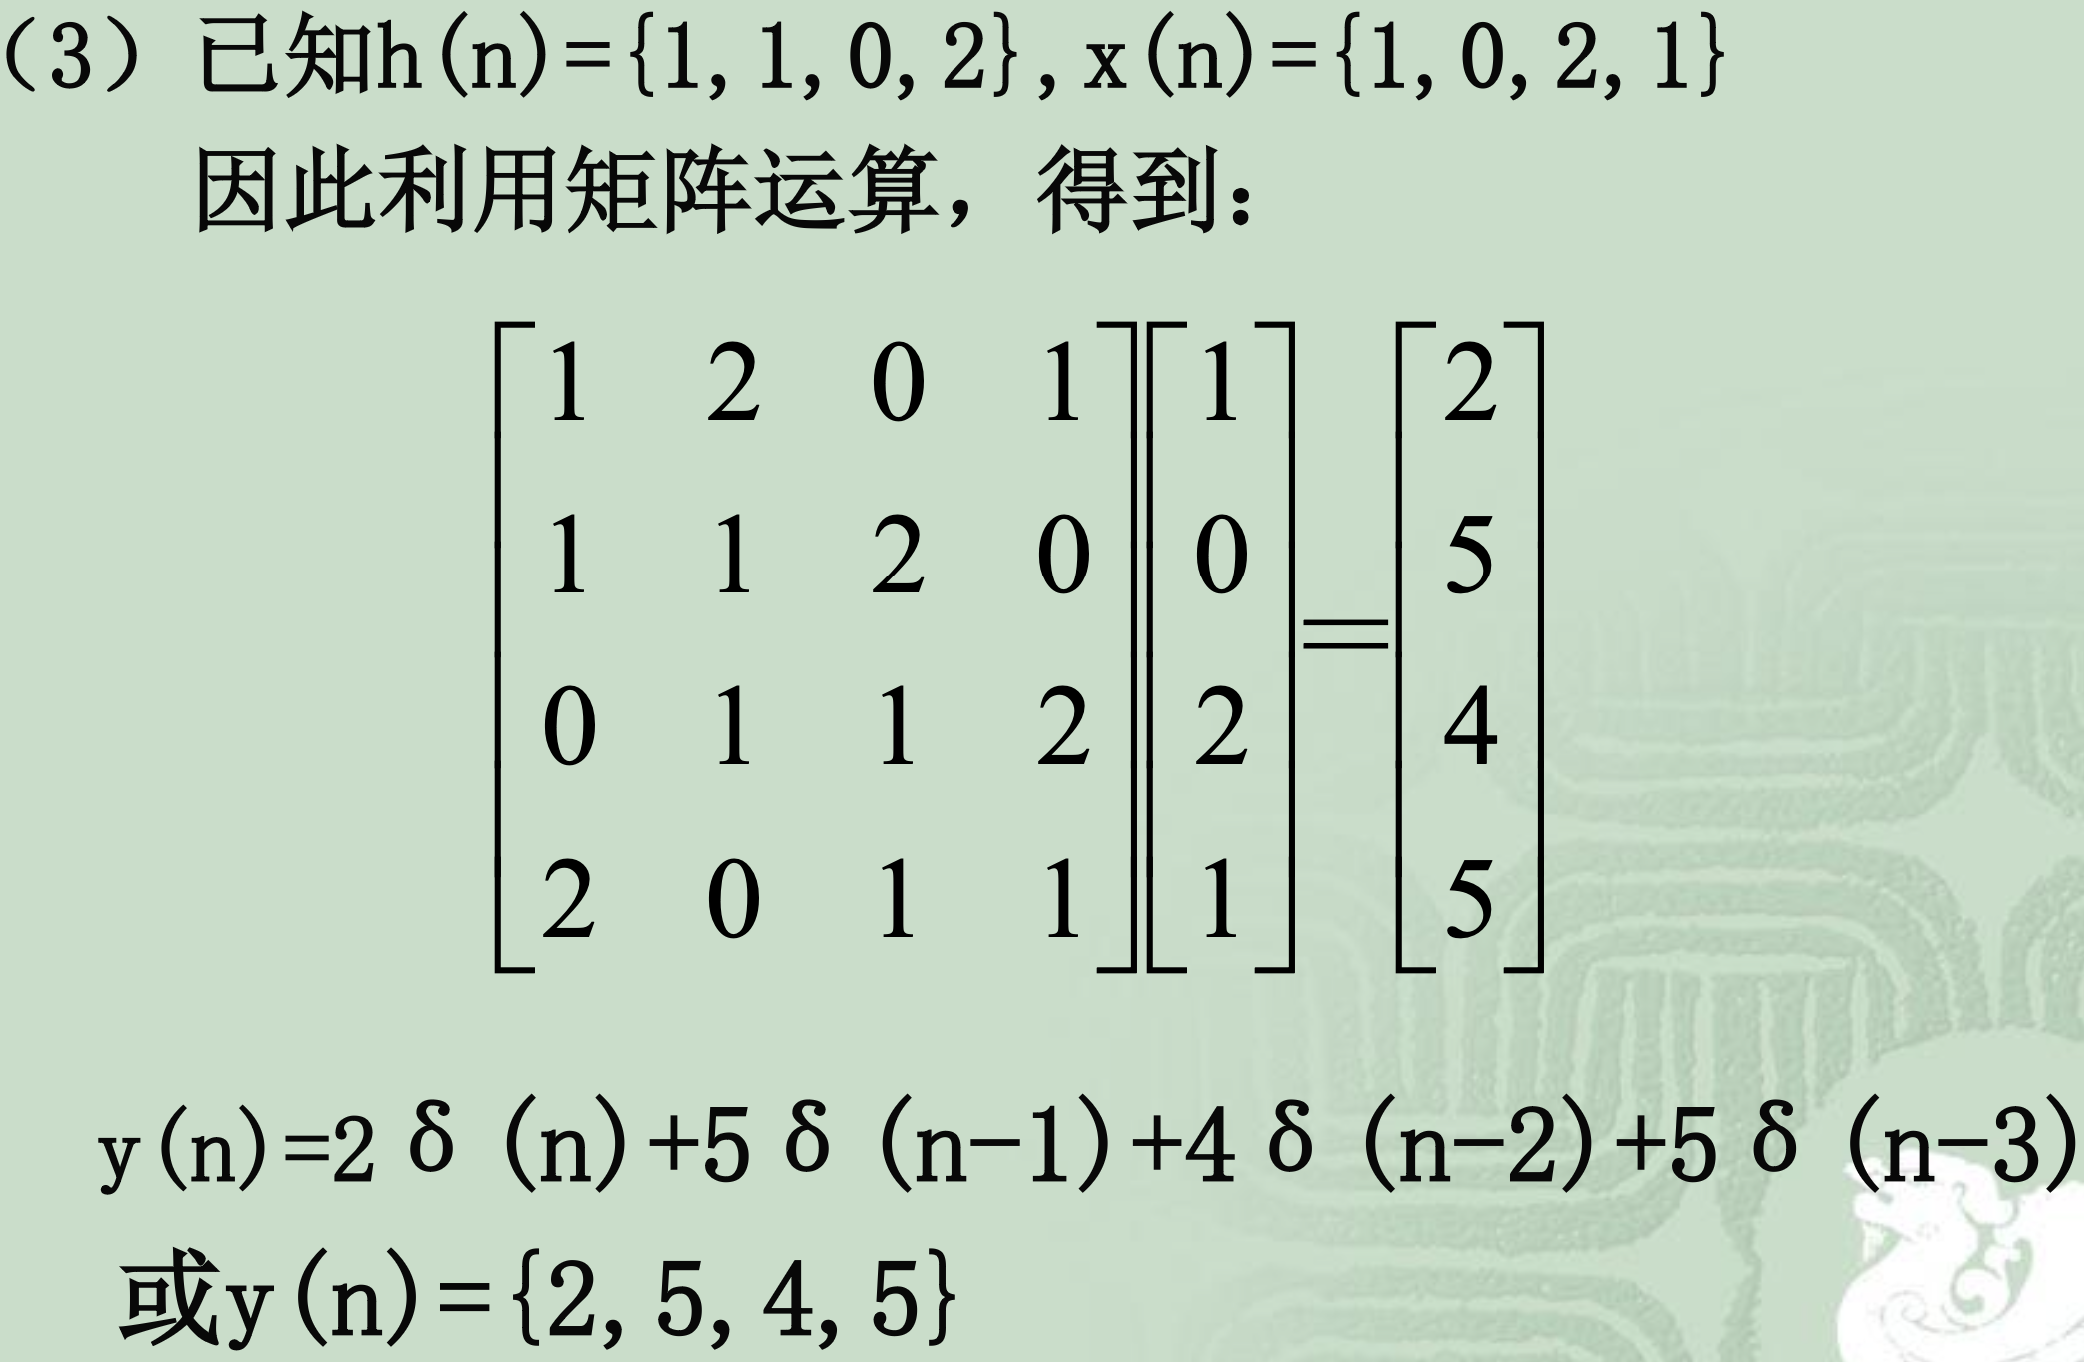 （3）已知h(n)={1,1,0,2},x(n)={1,0,2,1}
因此利用矩阵运算，得到：
[1 2 0 1] [1] [2]
[1 1 2 0] [0] [5]
[0 1 1 2] [2] = [4]
[2 0 1 1] [1] [5]
y(n)=2δ(n)+5δ(n-1)+4δ(n-2)+5δ(n-3)
或y(n)={2,5,4,5}